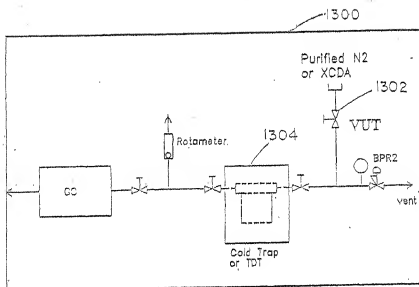 1300
Purified N2
or XCDA
1302
VUT
1304
Rotameter
BPR2
GC
vent
Cold Trap
or TDT